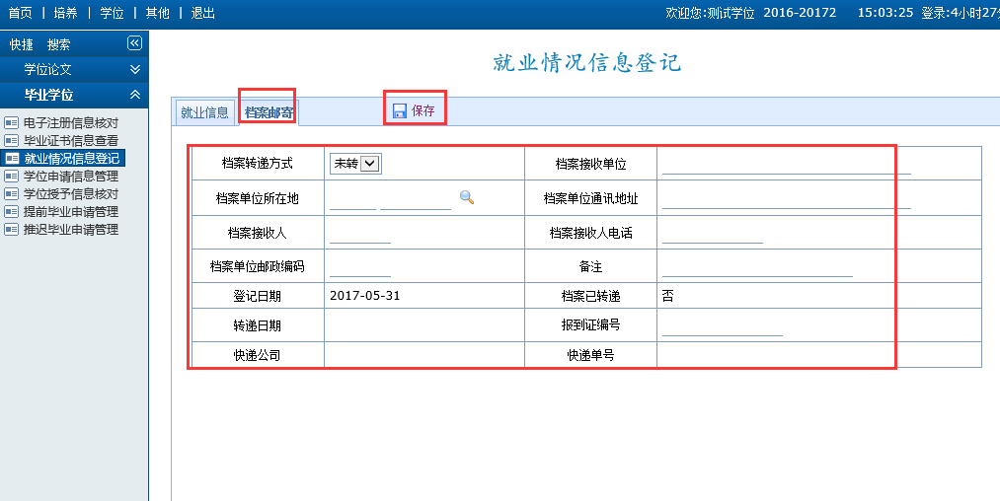 首页 | 培养 | 学位 | 其他 | 退出 欢迎您:测试学位 2016-20172 15:03:25 登录:4小时27分
快捷 搜索
学位论文
毕业学位
电子注册信息核对
毕业证书信息查看
就业情况信息登记
学位申请信息管理
学位授予信息核对
提前毕业申请管理
推迟毕业申请管理
就业情况信息登记
就业信息 档案邮寄 保存
档案转递方式 未转 档案接收单位
档案单位所在地 档案单位通讯地址
档案接收人 档案接收人电话
档案单位邮政编码 备注
登记日期 2017-05-31 档案已转递 否
转递日期 报到证编号
快递公司 快递单号